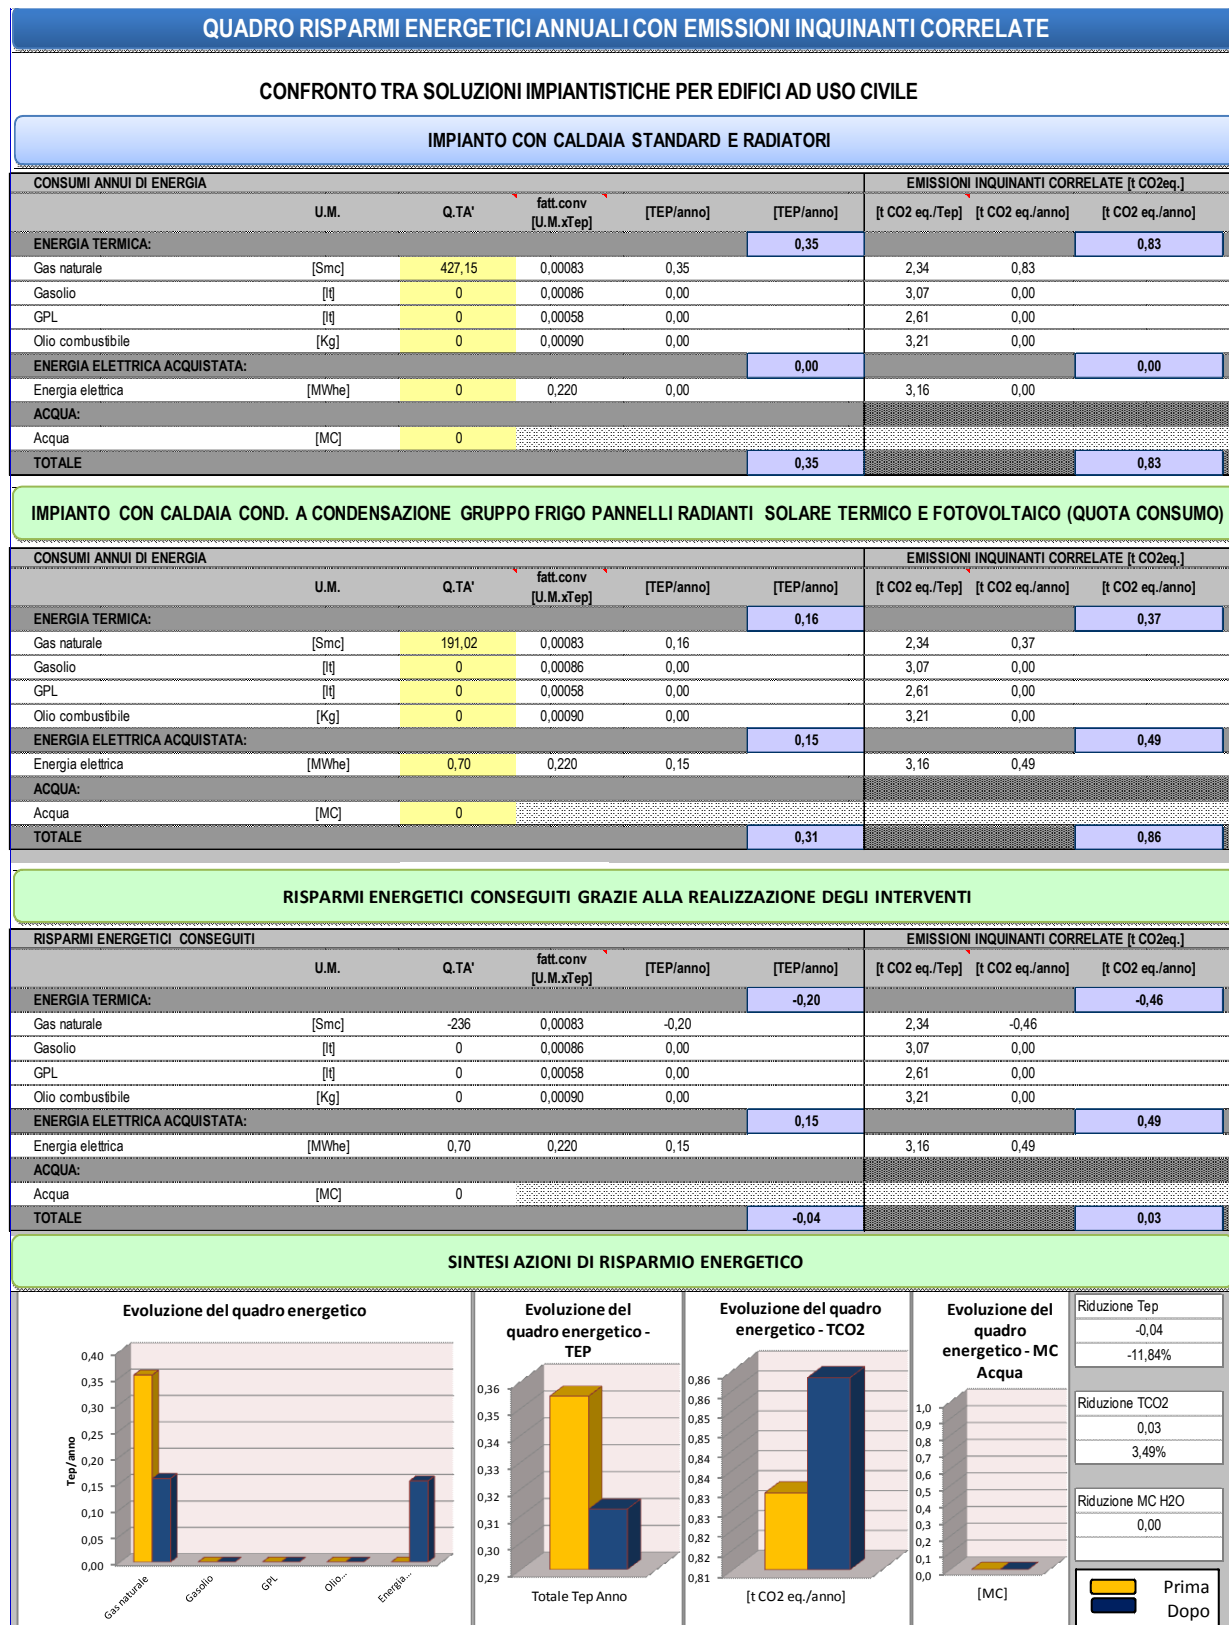 QUADRO RISPARMI ENERGETICI ANNUALI CON EMISSIONI INQUINANTI CORRELATE
CONFRONTO TRA SOLUZIONI IMPIANTISTICHE PER EDIFICI AD USO CIVILE
IMPIANTO CON CALDAIA STANDARD E RADIATORI
CONSUMI ANNUI DI ENERGIA EMISSIONI INQUINANTI CORRELATE [t CO2eq.]
U.M. Q.TA' fatt.conv [U.M.xTep] [TEP/anno] [TEP/anno] [t CO2 eq./Tep] [t CO2 eq./anno] [t CO2 eq./anno]
ENERGIA TERMICA: 0,35 0,83
Gas naturale [Smc] 427,15 0,00083 0,35 2,34 0,83
Gasolio [lt] 0 0,00086 0,00 3,07 0,00
GPL [lt] 0 0,00058 0,00 2,61 0,00
Olio combustibile [Kg] 0 0,00090 0,00 3,21 0,00
ENERGIA ELETTRICA ACQUISTATA: 0,00 0,00
Energia elettrica [MWhe] 0 0,220 0,00 3,16 0,00
ACQUA:
Acqua [MC] 0
TOTALE 0,35 0,83
IMPIANTO CON CALDAIA COND. A CONDENSAZIONE GRUPPO FRIGO PANNELLI RADIANTI SOLARE TERMICO E FOTOVOLTAICO (QUOTA CONSUMO)
CONSUMI ANNUI DI ENERGIA EMISSIONI INQUINANTI CORRELATE [t CO2eq.]
U.M. Q.TA' fatt.conv [U.M.xTep] [TEP/anno] [TEP/anno] [t CO2 eq./Tep] [t CO2 eq./anno] [t CO2 eq./anno]
ENERGIA TERMICA: 0,16 0,37
Gas naturale [Smc] 191,02 0,00083 0,16 2,34 0,37
Gasolio [lt] 0 0,00086 0,00 3,07 0,00
GPL [lt] 0 0,00058 0,00 2,61 0,00
Olio combustibile [Kg] 0 0,00090 0,00 3,21 0,00
ENERGIA ELETTRICA ACQUISTATA: 0,15 0,49
Energia elettrica [MWhe] 0,70 0,220 0,15 3,16 0,49
ACQUA:
Acqua [MC] 0
TOTALE 0,31 0,86
RISPARMI ENERGETICI CONSEGUITI GRAZIE ALLA REALIZZAZIONE DEGLI INTERVENTI
RISPARMI ENERGETICI CONSEGUITI EMISSIONI INQUINANTI CORRELATE [t CO2eq.]
U.M. Q.TA' fatt.conv [U.M.xTep] [TEP/anno] [TEP/anno] [t CO2 eq./Tep] [t CO2 eq./anno] [t CO2 eq./anno]
ENERGIA TERMICA: -0,20 -0,46
Gas naturale [Smc] -236 0,00083 -0,20 2,34 -0,46
Gasolio [lt] 0 0,00086 0,00 3,07 0,00
GPL [lt] 0 0,00058 0,00 2,61 0,00
Olio combustibile [Kg] 0 0,00090 0,00 3,21 0,00
ENERGIA ELETTRICA ACQUISTATA: 0,15 0,49
Energia elettrica [MWhe] 0,70 0,220 0,15 3,16 0,49
ACQUA:
Acqua [MC] 0
TOTALE -0,04 0,03
SINTESI AZIONI DI RISPARMIO ENERGETICO
Evoluzione del quadro energetico
Tep/anno
0,40
0,35
0,30
0,25
0,20
0,15
0,10
0,05
0,00
Gas naturale
Gasolio
GPL
Olio...
Energia...
Evoluzione del
quadro energetico -
TEP
0,36
0,35
0,34
0,33
0,32
0,31
0,30
0,29
Totale Tep Anno
Evoluzione del quadro
energetico - TCO2
0,86
0,86
0,85
0,85
0,84
0,84
0,83
0,83
0,82
0,82
0,81
[t CO2 eq./anno]
Evoluzione del
quadro
energetico - MC
Acqua
1,0
0,9
0,8
0,7
0,6
0,5
0,4
0,3
0,2
0,1
0,0
[MC]
Riduzione Tep
-0,04
-11,84%
Riduzione TCO2
0,03
3,49%
Riduzione MC H2O
0,00
Prima
Dopo